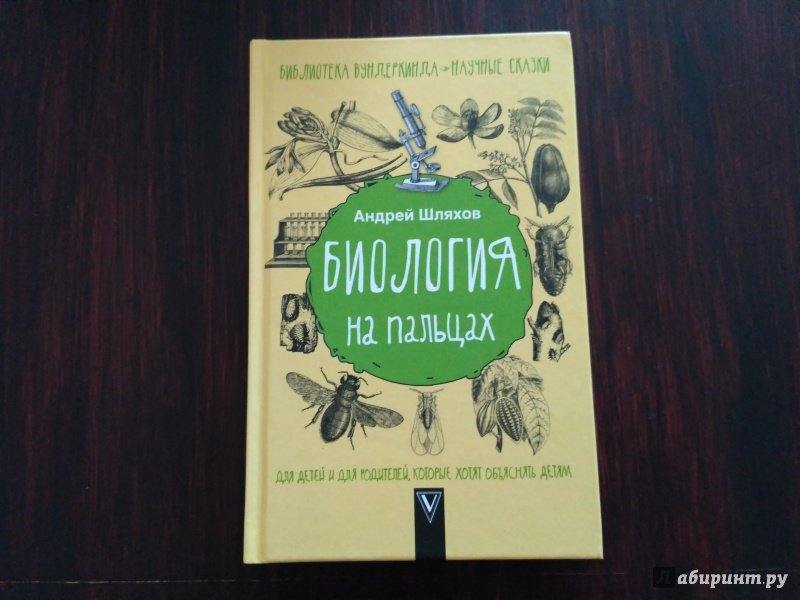 БИБЛИОТЕКА ВУНДЕРКИНДА → НАУЧНЫЕ СКАЗКИ
Андрей Шляхов
БИОЛОГИЯ
НА ПАЛЬЦАХ
ДЛЯ ДЕТЕЙ И ДЛЯ РОДИТЕЛЕЙ, КОТОРЫЕ ХОТЯТ ОБЪЯСНЯТЬ ДЕТЯМ
V
Лабиринт.ру